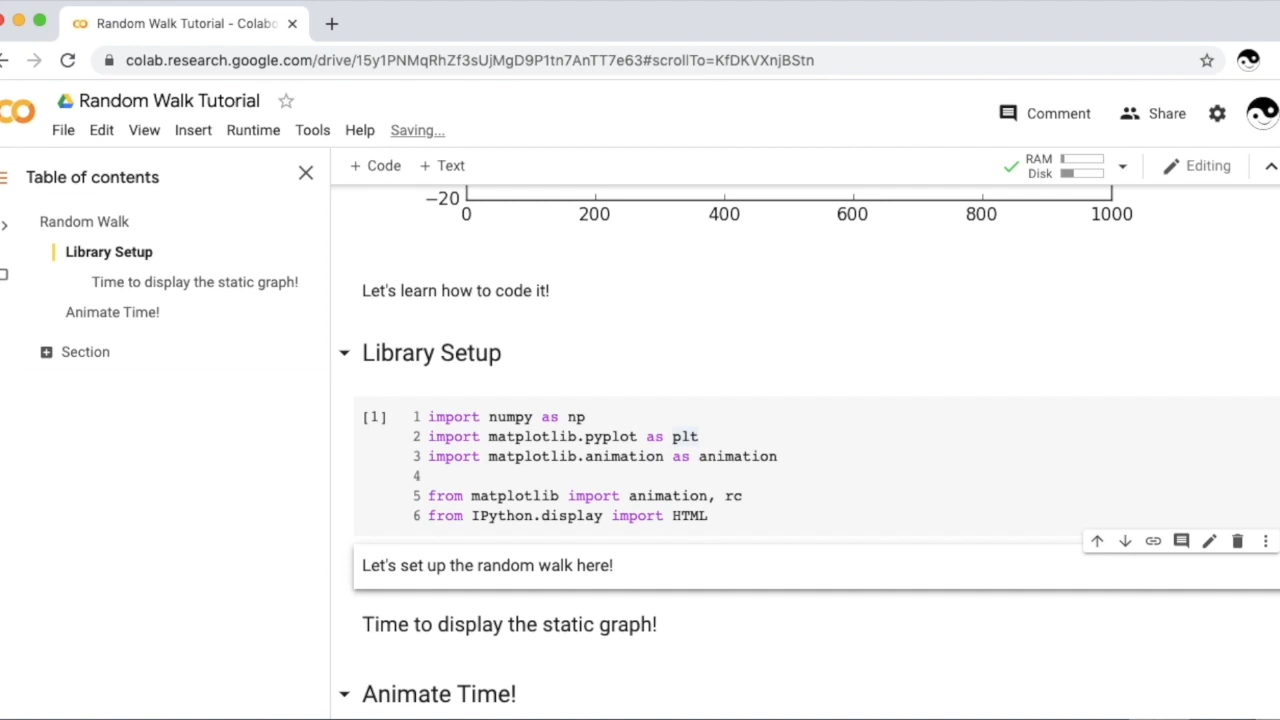 Random Walk Tutorial - Colabo
colab.research.google.com/drive/15y1PNMqRhZf3sUjMgD9P1tn7AnTT7e63#scrollTo=KfDKVXnjBStn
Random Walk Tutorial
Comment
Share
File Edit View Insert Runtime Tools Help Saving...
Table of contents
+ Code + Text
RAM
Disk
Editing
Random Walk
Library Setup
Time to display the static graph!
Animate Time!
Section
−20
0 200 400 600 800 1000
Let's learn how to code it!
Library Setup
[1] 1 import numpy as np
2 import matplotlib.pyplot as plt
3 import matplotlib.animation as animation
4
5 from matplotlib import animation, rc
6 from IPython.display import HTML
Let's set up the random walk here!
Time to display the static graph!
Animate Time!